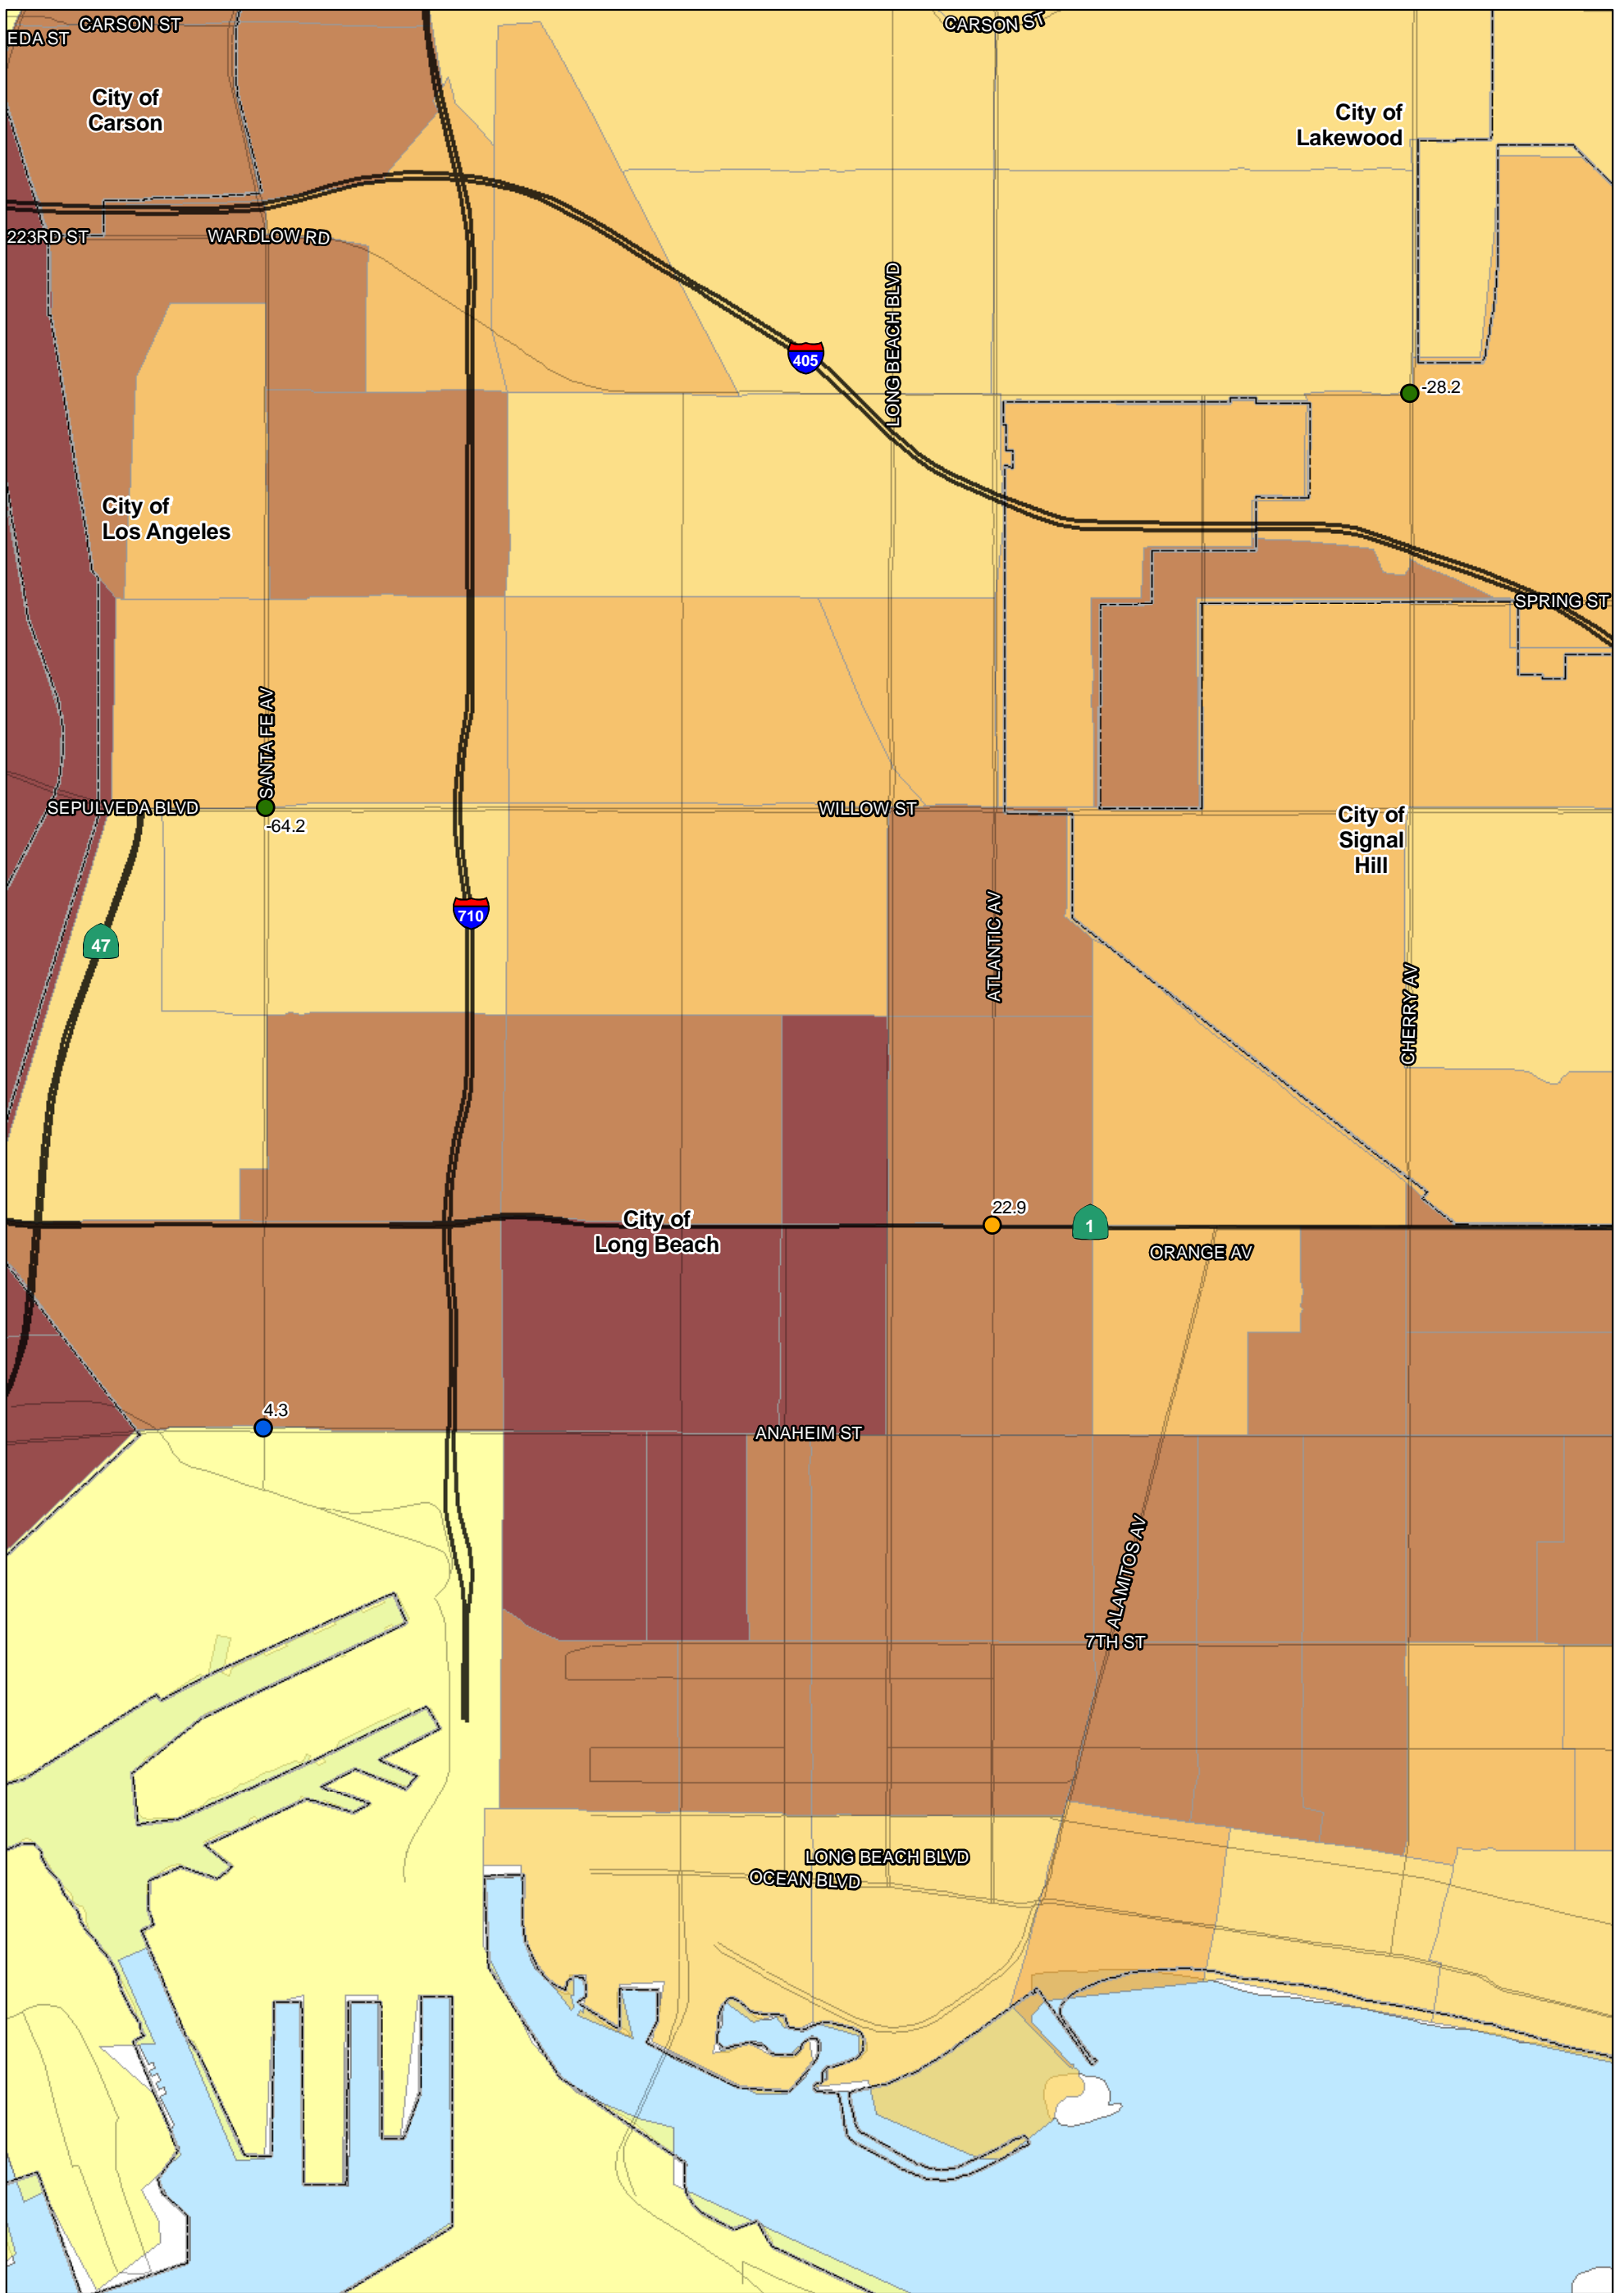 CARSON ST
CARSON ST
EDA ST
City of
Carson
City of
Lakewood
223RD ST
WARDLOW RD
LONG BEACH BLVD
405
-28.2
City of
Los Angeles
SPRING ST
SANTA FE AV
SEPULVEDA BLVD
WILLOW ST
-64.2
City of
Signal
Hill
710
47
ATLANTIC AV
CHERRY AV
22.9
City of
Long Beach
1
ORANGE AV
4.3
ANAHEIM ST
ALAMITOS AV
7TH ST
LONG BEACH BLVD
OCEAN BLVD